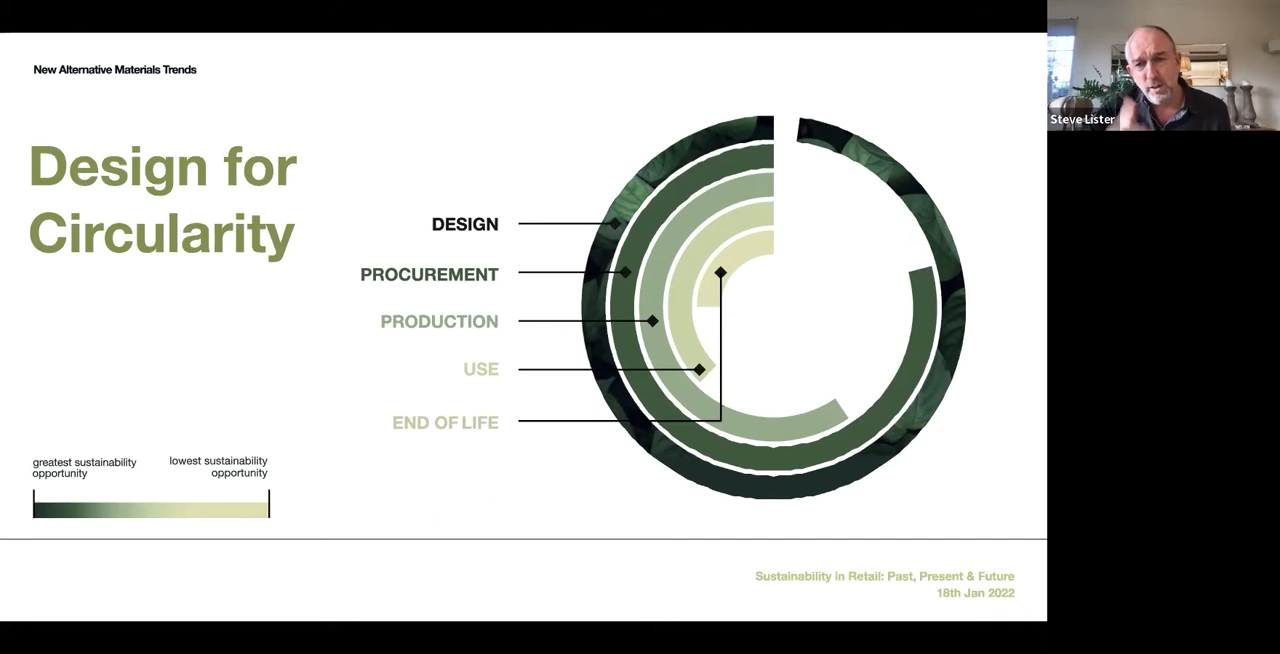 New Alternative Materials Trends
Steve Lister
Design for
Circularity
DESIGN
PROCUREMENT
PRODUCTION
USE
END OF LIFE
greatest sustainability
opportunity
lowest sustainability
opportunity
Sustainability in Retail: Past, Present & Future
18th Jan 2022